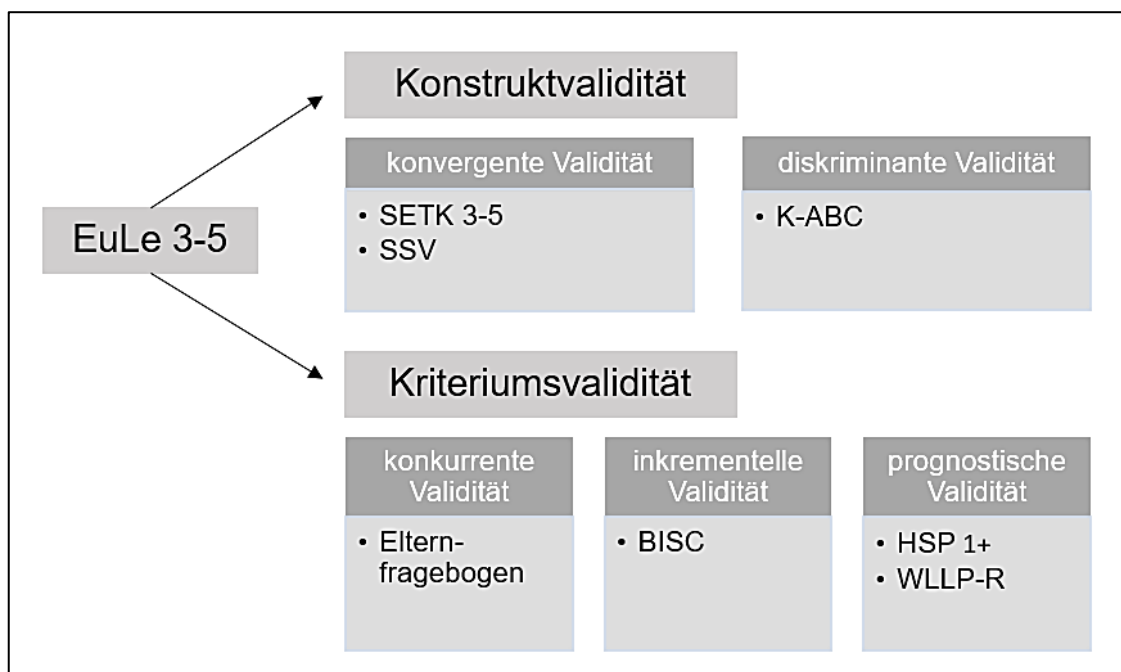 Konstruktvalidität
konvergente Validität
• SETK 3-5
• SSV
diskriminante Validität
• K-ABC
EuLe 3-5
Kriteriumsvalidität
konkurrente
Validität
• Eltern-
fragebogen
inkrementelle
Validität
• BISC
prognostische
Validität
• HSP 1+
• WLLP-R